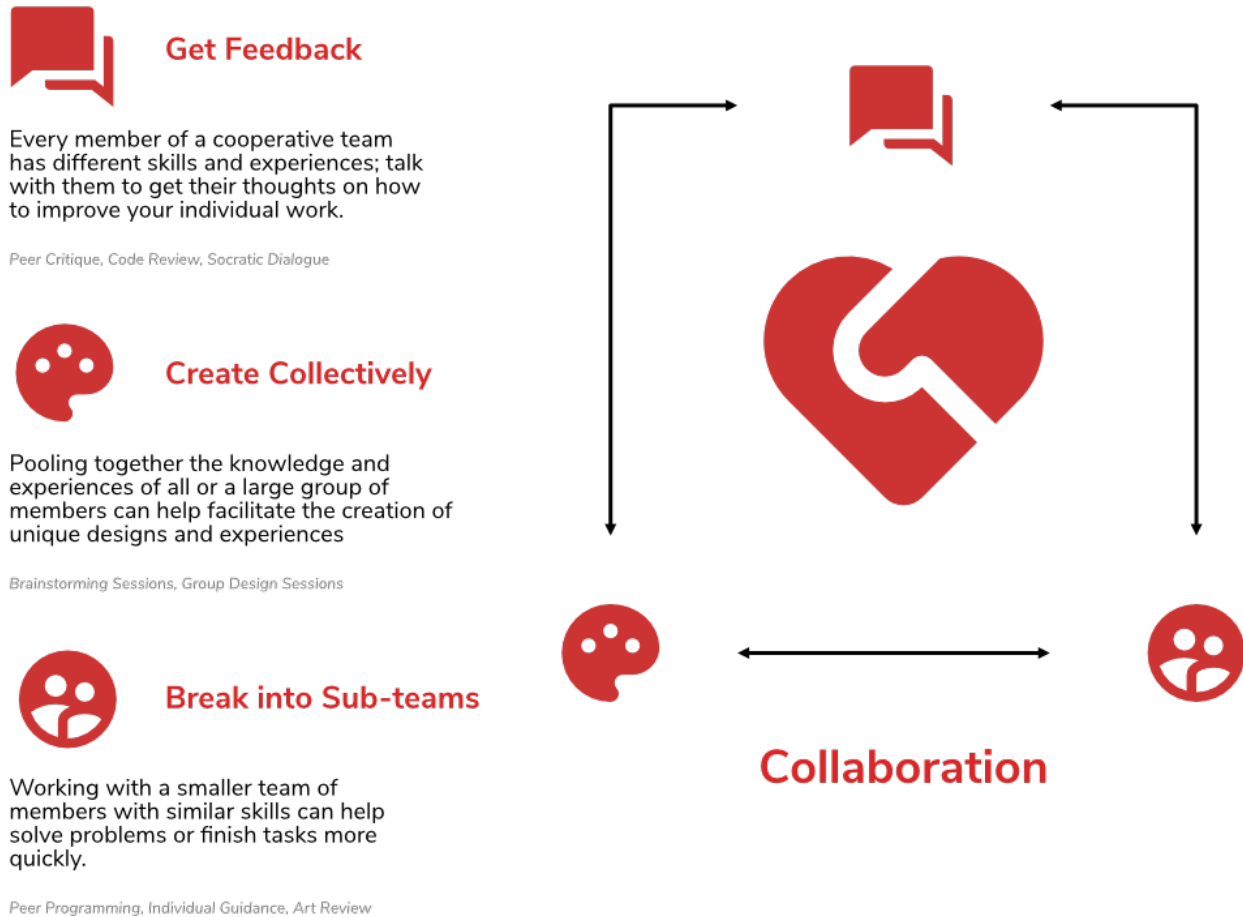 Get Feedback
Every member of a cooperative team
has different skills and experiences; talk
with them to get their thoughts on how
to improve your individual work.
Peer Critique, Code Review, Socratic Dialogue
Create Collectively
Pooling together the knowledge and
experiences of all or a large group of
members can help facilitate the creation of
unique designs and experiences
Brainstorming Sessions, Group Design Sessions
Break into Sub-teams
Working with a smaller team of
members with similar skills can help
solve problems or finish tasks more
quickly.
Peer Programming, Individual Guidance, Art Review
Collaboration